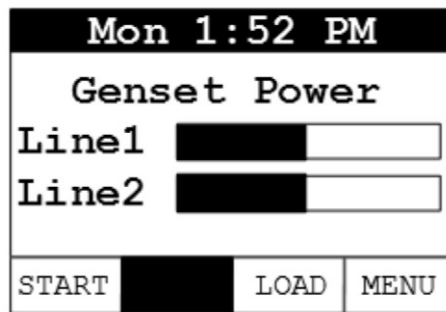 Mon 1:52 PM
Genset Power
Line1
Line2
START LOAD MENU